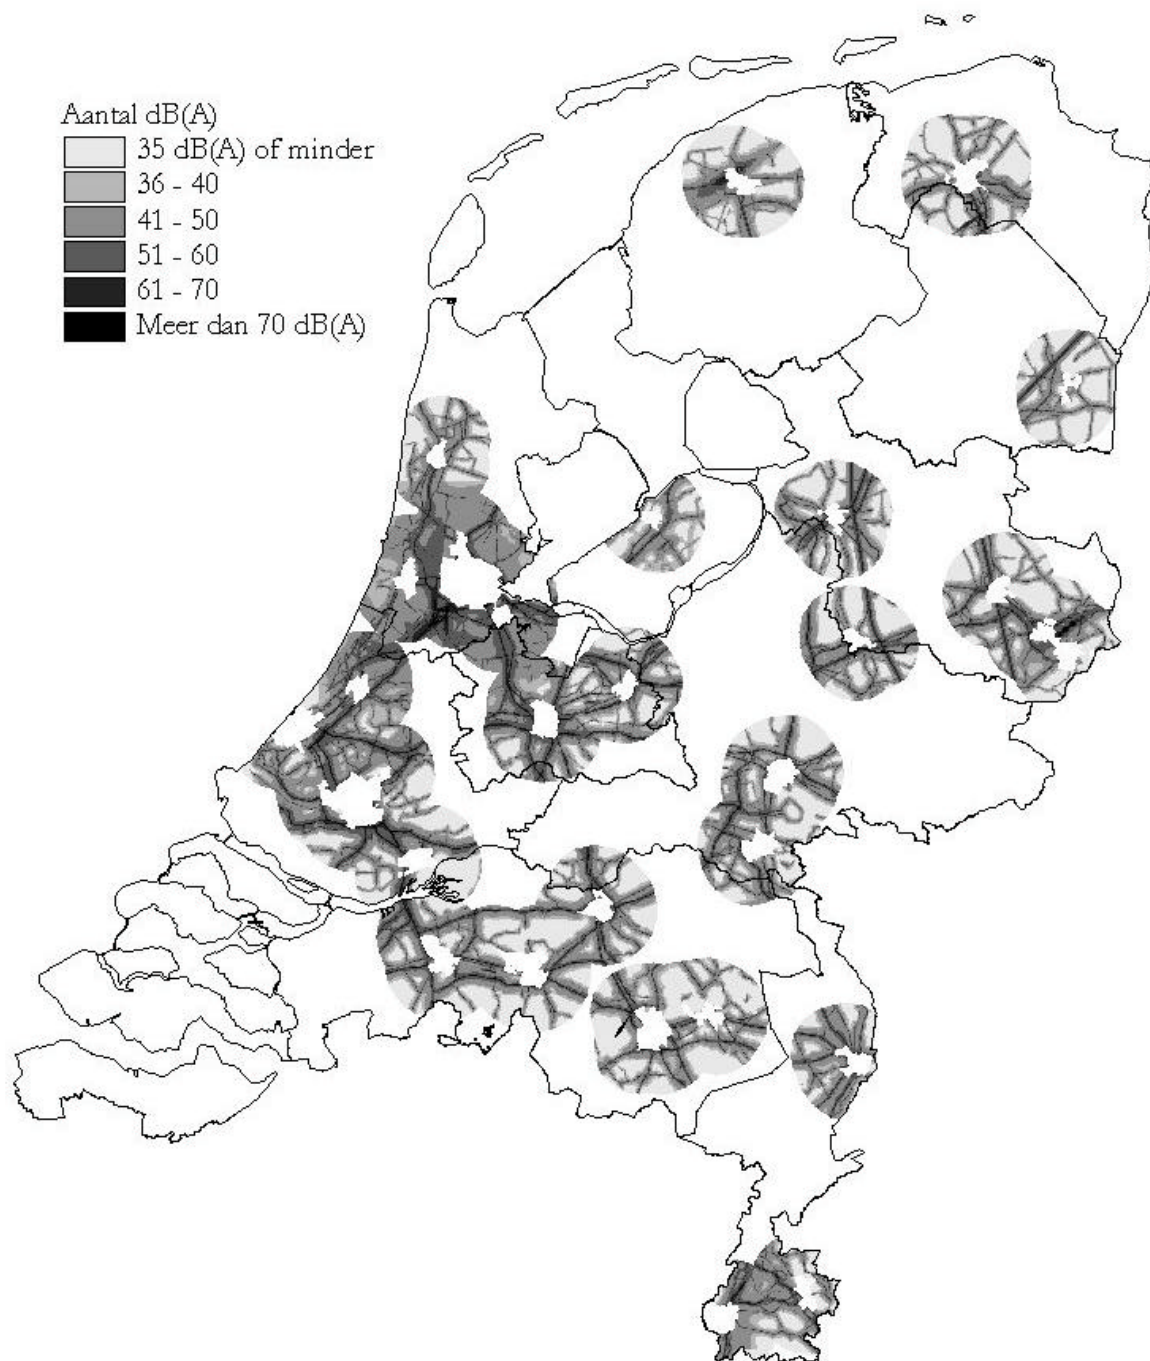 Aantal dB(A)
35 dB(A) of minder
36 - 40
41 - 50
51 - 60
61 - 70
Meer dan 70 dB(A)